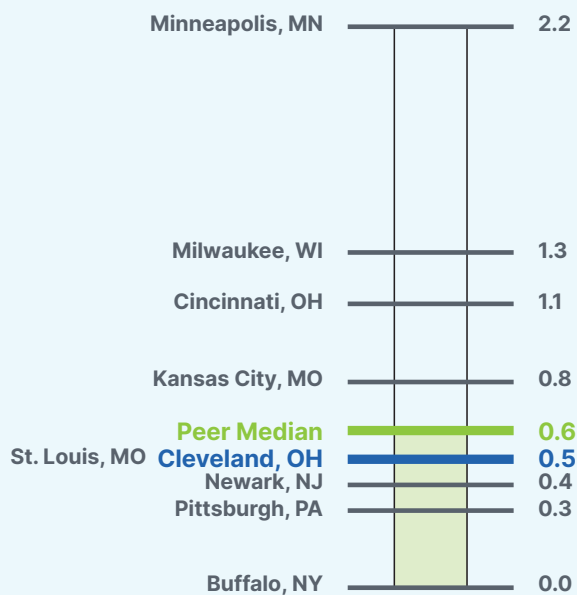 Minneapolis, MN 2.2
Milwaukee, WI 1.3
Cincinnati, OH 1.1
Kansas City, MO 0.8
Peer Median 0.6
St. Louis, MO Cleveland, OH 0.5
Newark, NJ 0.4
Pittsburgh, PA 0.3
Buffalo, NY 0.0